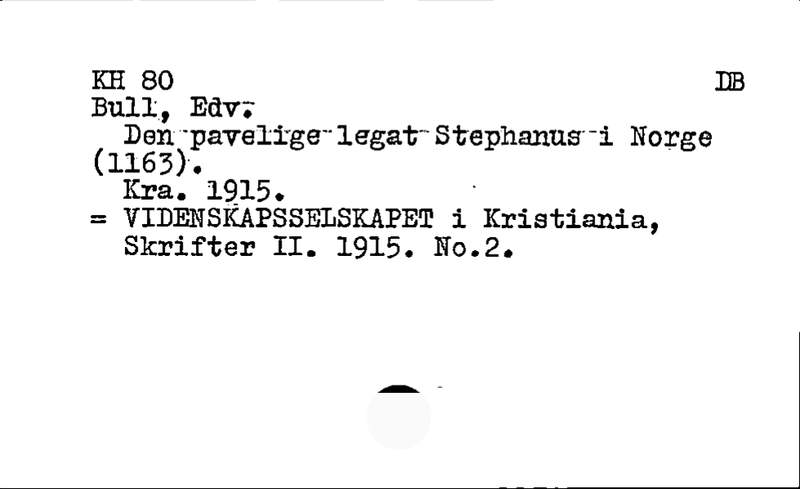 KH 80 DB
Bull, Edv.
Den pavelige legat Stephanus i Norge
(1163).
Kra. 1915.
= VIDENSKAPSSELSKAPET i Kristiania,
Skrifter II. 1915. No.2.